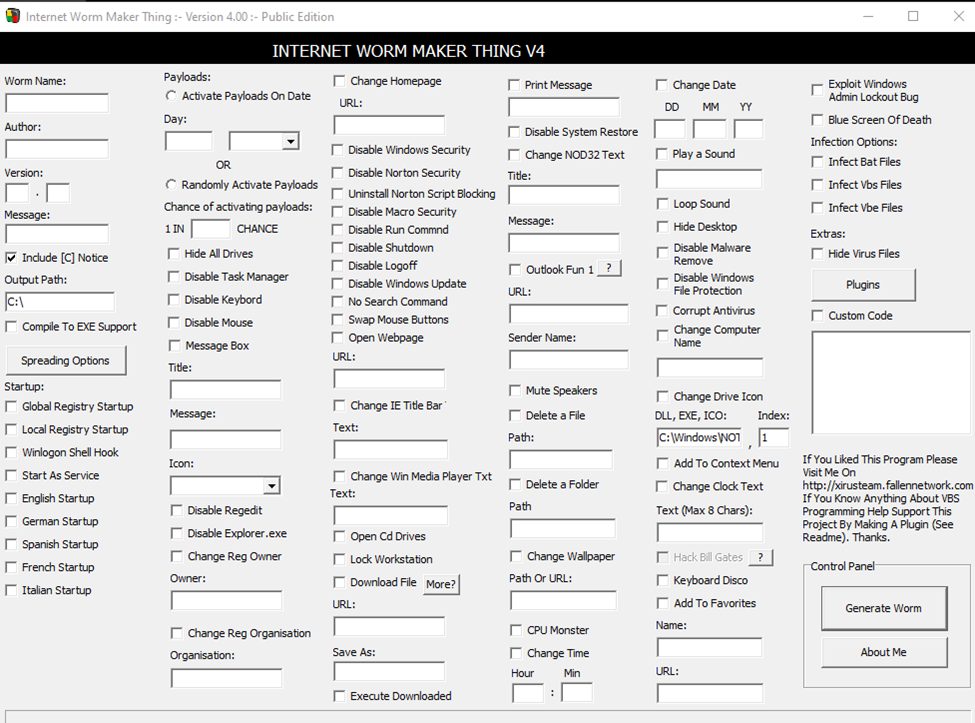 Internet Worm Maker Thing :- Version 4.00 :- Public Edition
INTERNET WORM MAKER THING V4
Worm Name:
Author:
Version:
.
Message:
Include [C] Notice
Output Path:
C:\
Compile To EXE Support
Spreading Options
Startup:
Global Registry Startup
Local Registry Startup
Winlogon Shell Hook
Start As Service
English Startup
German Startup
Spanish Startup
French Startup
Italian Startup
Payloads:
Activate Payloads On Date
Day:
OR
Randomly Activate Payloads
Chance of activating payloads:
1 IN CHANCE
Hide All Drives
Disable Task Manager
Disable Keybord
Disable Mouse
Message Box
Title:
Message:
Icon:
Disable Regedit
Disable Explorer.exe
Change Reg Owner
Owner:
Change Reg Organisation
Organisation:
Change Homepage
URL:
Disable Windows Security
Disable Norton Security
Uninstall Norton Script Blocking
Disable Macro Security
Disable Run Commnd
Disable Shutdown
Disable Logoff
Disable Windows Update
No Search Command
Swap Mouse Buttons
Open Webpage
URL:
Change IE Title Bar
Text:
Change Win Media Player Txt
Text:
Open Cd Drives
Lock Workstation
Download File More?
URL:
Save As:
Execute Downloaded
Print Message
Disable System Restore
Change NOD32 Text
Title:
Message:
Outlook Fun 1 ?
URL:
Sender Name:
Mute Speakers
Delete a File
Path:
Delete a Folder
Path
Change Wallpaper
Path Or URL:
CPU Monster
Change Time
Hour Min
:
Change Date
DD MM YY
Play a Sound
Loop Sound
Hide Desktop
Disable Malware
Remove
Disable Windows
File Protection
Corrupt Antivirus
Change Computer
Name
Change Drive Icon
DLL, EXE, ICO: Index:
C:\Windows\NOT , 1
Add To Context Menu
Change Clock Text
Text (Max 8 Chars):
Hack Bill Gates ?
Keyboard Disco
Add To Favorites
Name:
URL:
Exploit Windows
Admin Lockout Bug
Blue Screen Of Death
Infection Options:
Infect Bat Files
Infect Vbs Files
Infect Vbe Files
Extras:
Hide Virus Files
Plugins
Custom Code
If You Liked This Program Please
Visit Me On
http://xirusteam.fallennetwork.com
If You Know Anything About VBS
Programming Help Support This
Project By Making A Plugin (See
Readme). Thanks.
Control Panel
Generate Worm
About Me